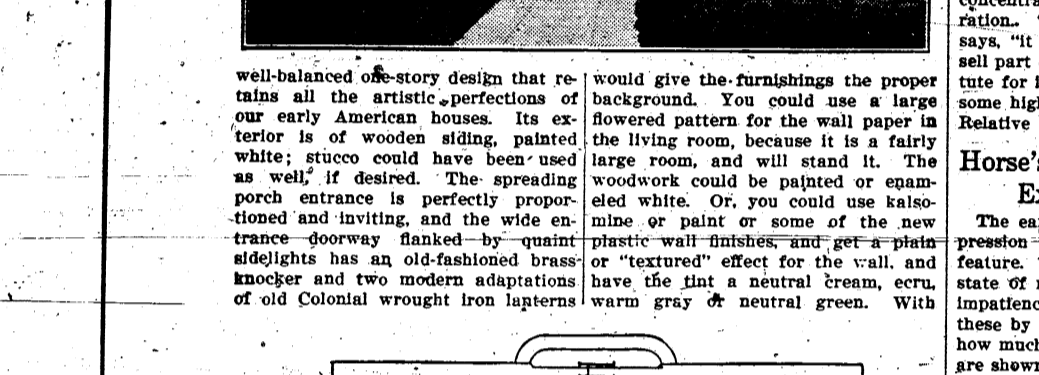 well-balanced one-story design that re-
tains all the artistic perfections of
our early American houses. Its ex-
terior is of wooden siding, painted
white; stucco could have been used
as well, if desired. The spreading
porch entrance is perfectly propor-
tioned and inviting, and the wide en-
trance doorway flanked by quaint
sidelights has an old-fashioned brass
knocker and two modern adaptations
of old Colonial wrought iron lanterns
would give the furnishings the proper
background. You could use a large
flowered pattern for the wall paper in
the living room, because it is a fairly
large room, and will stand it. The
woodwork could be painted or enam-
eled white. Or, you could use kalso-
mine or paint or some of the new
plastic wall finishes, and get a plain
or "textured" effect for the wall, and
have the tint a neutral cream, ecru,
warm gray or neutral green. With
ration.
says, "it
sell part
tute for
some high
Relative
Horse's
The ea
pression
feature.
state of
impatienc
these by
how much
are shown